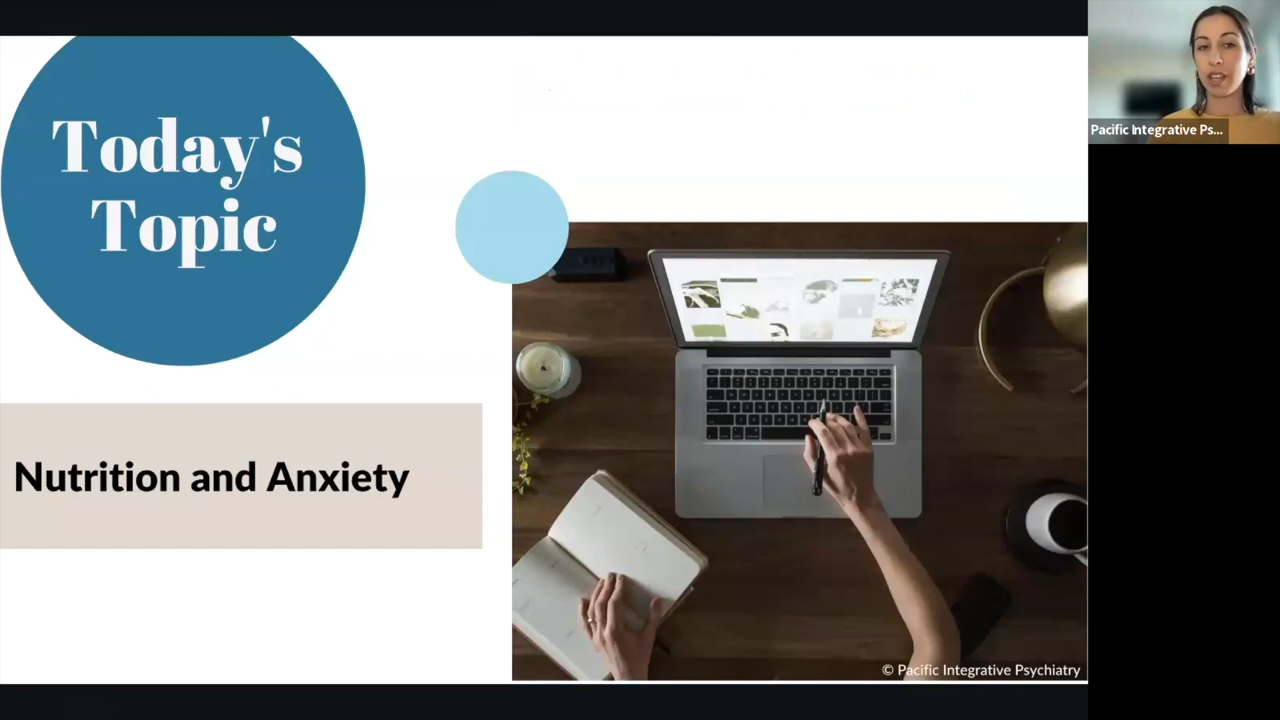 Today's
Topic
Pacific Integrative Ps...
Nutrition and Anxiety
© Pacific Integrative Psychiatry